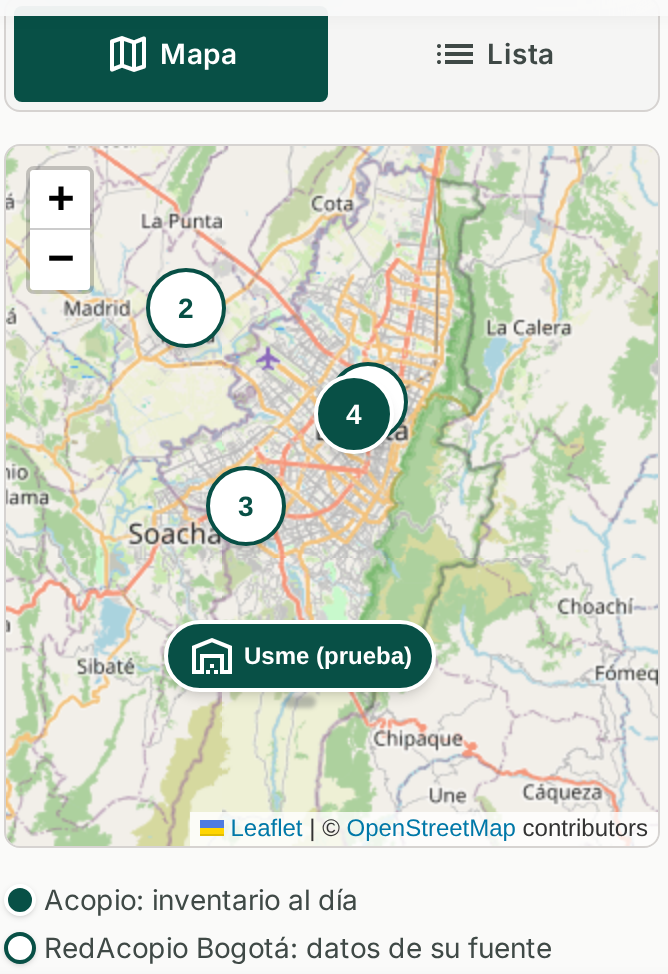 Mapa
Lista
+
−
Cota
La Punta
2
Madrid
La Calera
4
3
Soacha
Choachí
Usme (prueba)
Sibaté
Chipaque
Une
Cáqueza
Leaflet | © OpenStreetMap contributors
Acopio: inventario al día
RedAcopio Bogotá: datos de su fuente